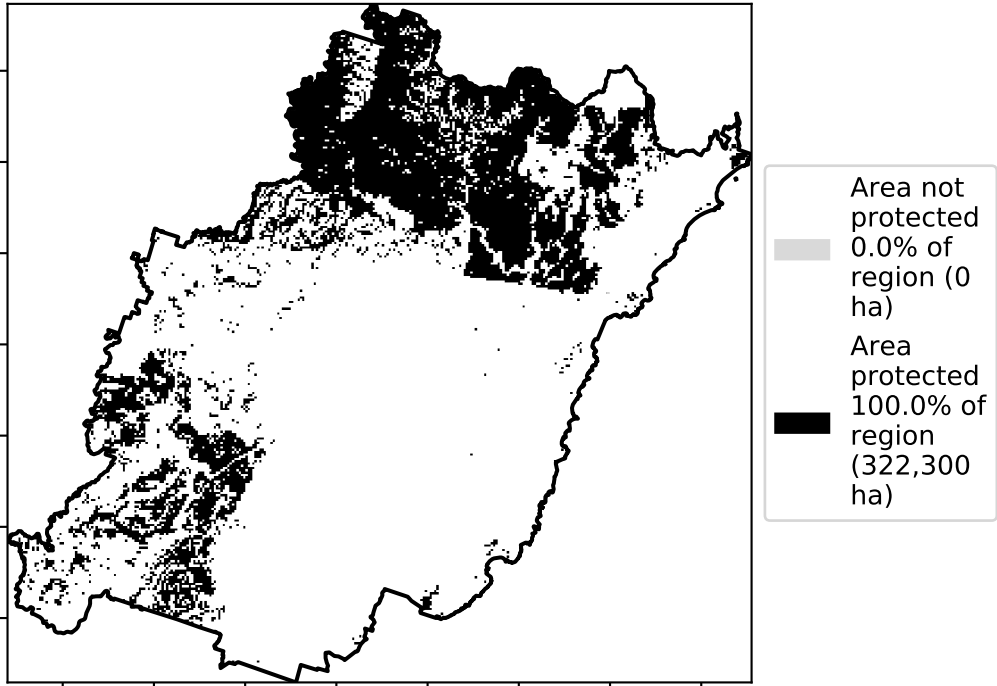 Area not
protected
0.0% of
region (0
ha)
Area
protected
100.0% of
region
(322,300
ha)